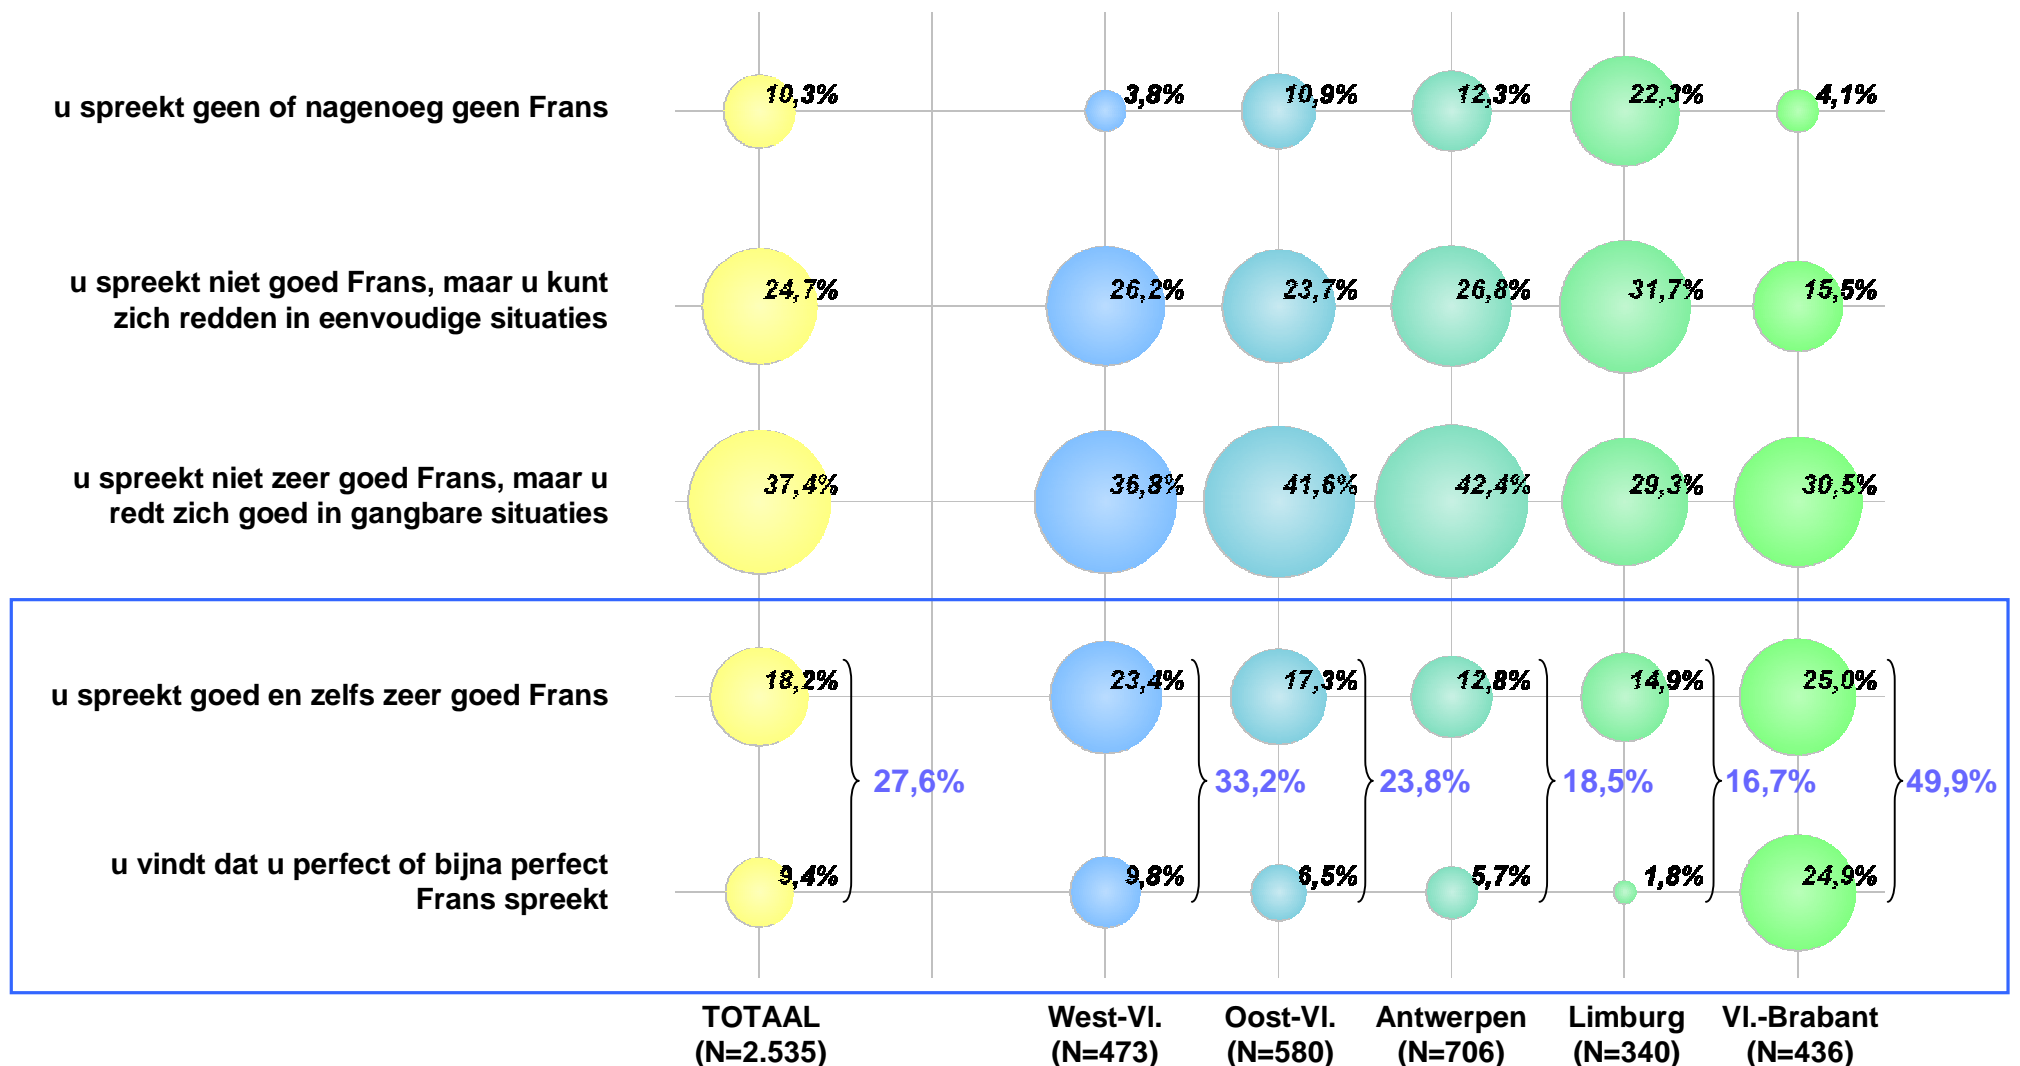 u spreekt geen of nagenoeg geen Frans
10,3% 3,8% 10,9% 12,3% 22,3% 4,1%
u spreekt niet goed Frans, maar u kunt
zich redden in eenvoudige situaties
24,7% 26,2% 23,7% 26,8% 31,7% 15,5%
u spreekt niet zeer goed Frans, maar u
redt zich goed in gangbare situaties
37,4% 36,8% 41,6% 42,4% 29,3% 30,5%
u spreekt goed en zelfs zeer goed Frans
18,2% 23,4% 17,3% 12,8% 14,9% 25,0%
27,6% 33,2% 23,8% 18,5% 16,7% 49,9%
u vindt dat u perfect of bijna perfect
Frans spreekt
9,4% 9,8% 6,5% 5,7% 1,8% 24,9%
TOTAAL West-Vl. Oost-Vl. Antwerpen Limburg Vl.-Brabant
(N=2.535) (N=473) (N=580) (N=706) (N=340) (N=436)